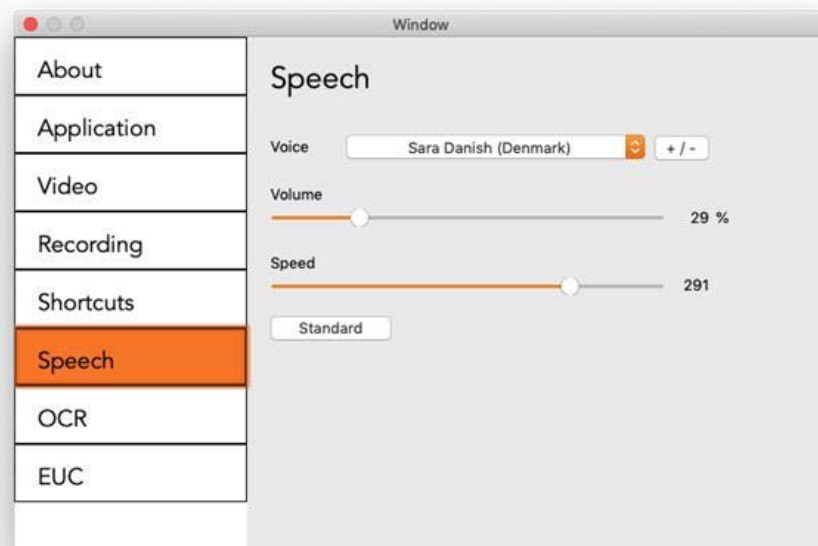 Window
About
Application
Video
Recording
Shortcuts
Speech
OCR
EUC
Speech
Voice Sara Danish (Denmark) + / -
Volume
29 %
Speed
291
Standard